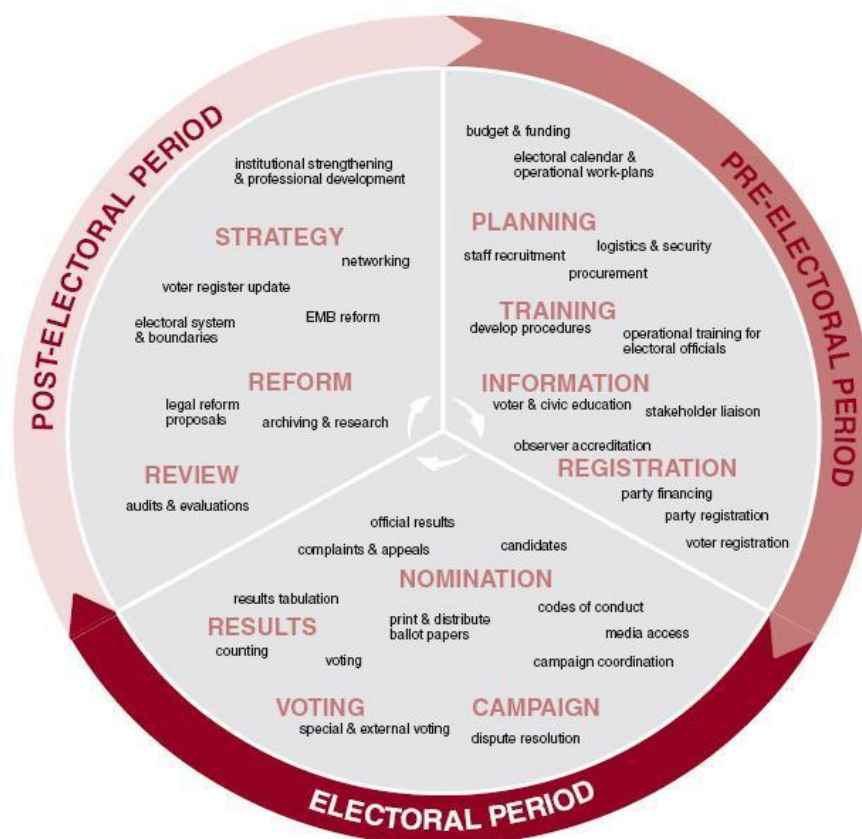 POST-ELECTORAL PERIOD
institutional strengthening
& professional development
STRATEGY
networking
voter register update
electoral system
& boundaries
EMB reform
REFORM
legal reform
proposals
archiving & research
REVIEW
audits & evaluations
PRE-ELECTORAL PERIOD
budget & funding
electoral calendar &
operational work-plans
PLANNING
logistics & security
staff recruitment
procurement
TRAINING
develop procedures
operational training for
electoral officials
INFORMATION
voter & civic education
stakeholder liaison
observer accreditation
REGISTRATION
party financing
party registration
voter registration
official results
complaints & appeals
candidates
NOMINATION
results tabulation
print & distribute
ballot papers
codes of conduct
RESULTS
media access
counting
voting
campaign coordination
VOTING
CAMPAIGN
special & external voting
dispute resolution
ELECTORAL PERIOD